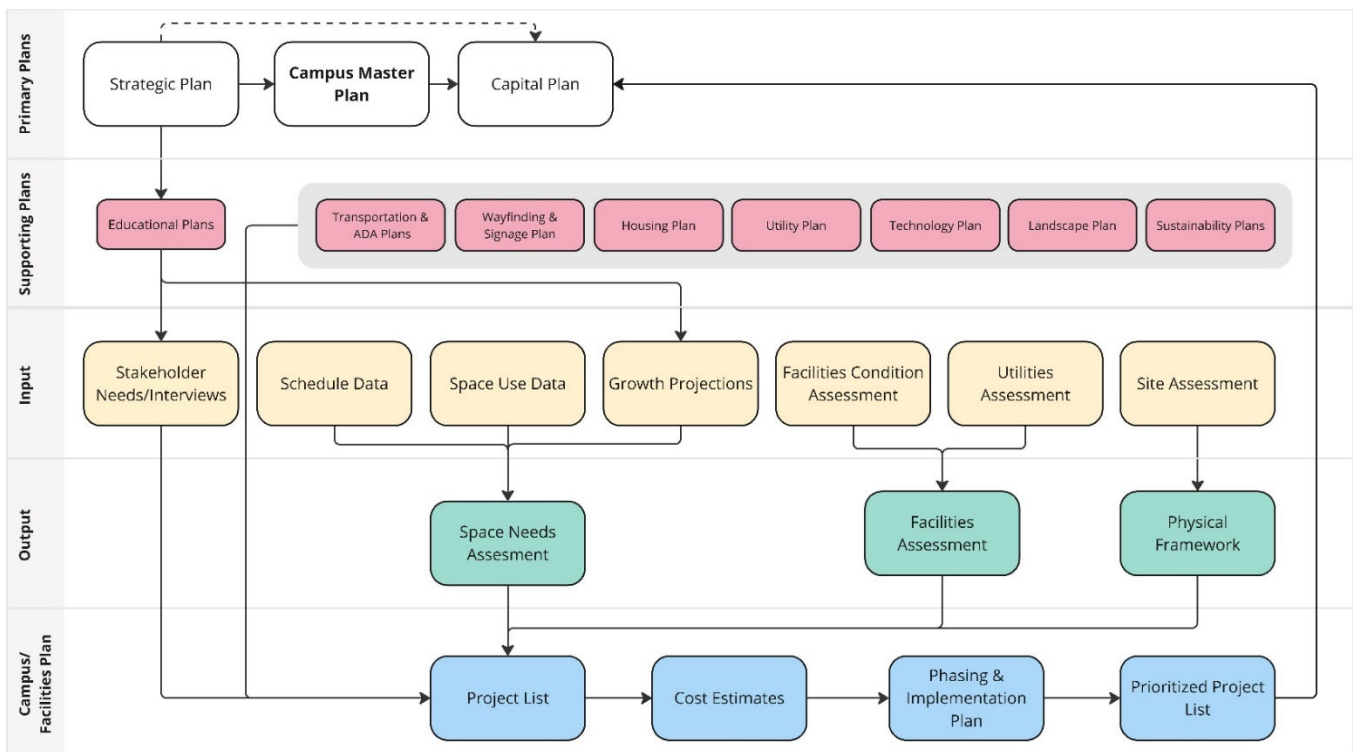 Primary Plans
Strategic Plan
Campus Master
Plan
Capital Plan
Supporting Plans
Educational Plans
Transportation &
ADA Plans
Wayfinding &
Signage Plan
Housing Plan
Utility Plan
Technology Plan
Landscape Plan
Sustainability Plans
Input
Stakeholder
Needs/Interviews
Schedule Data
Space Use Data
Growth Projections
Facilities Condition
Assessment
Utilities
Assessment
Site Assessment
Output
Space Needs
Assesment
Facilities
Assessment
Physical
Framework
Campus/
Facilities Plan
Project List
Cost Estimates
Phasing &
Implementation
Plan
Prioritized Project
List